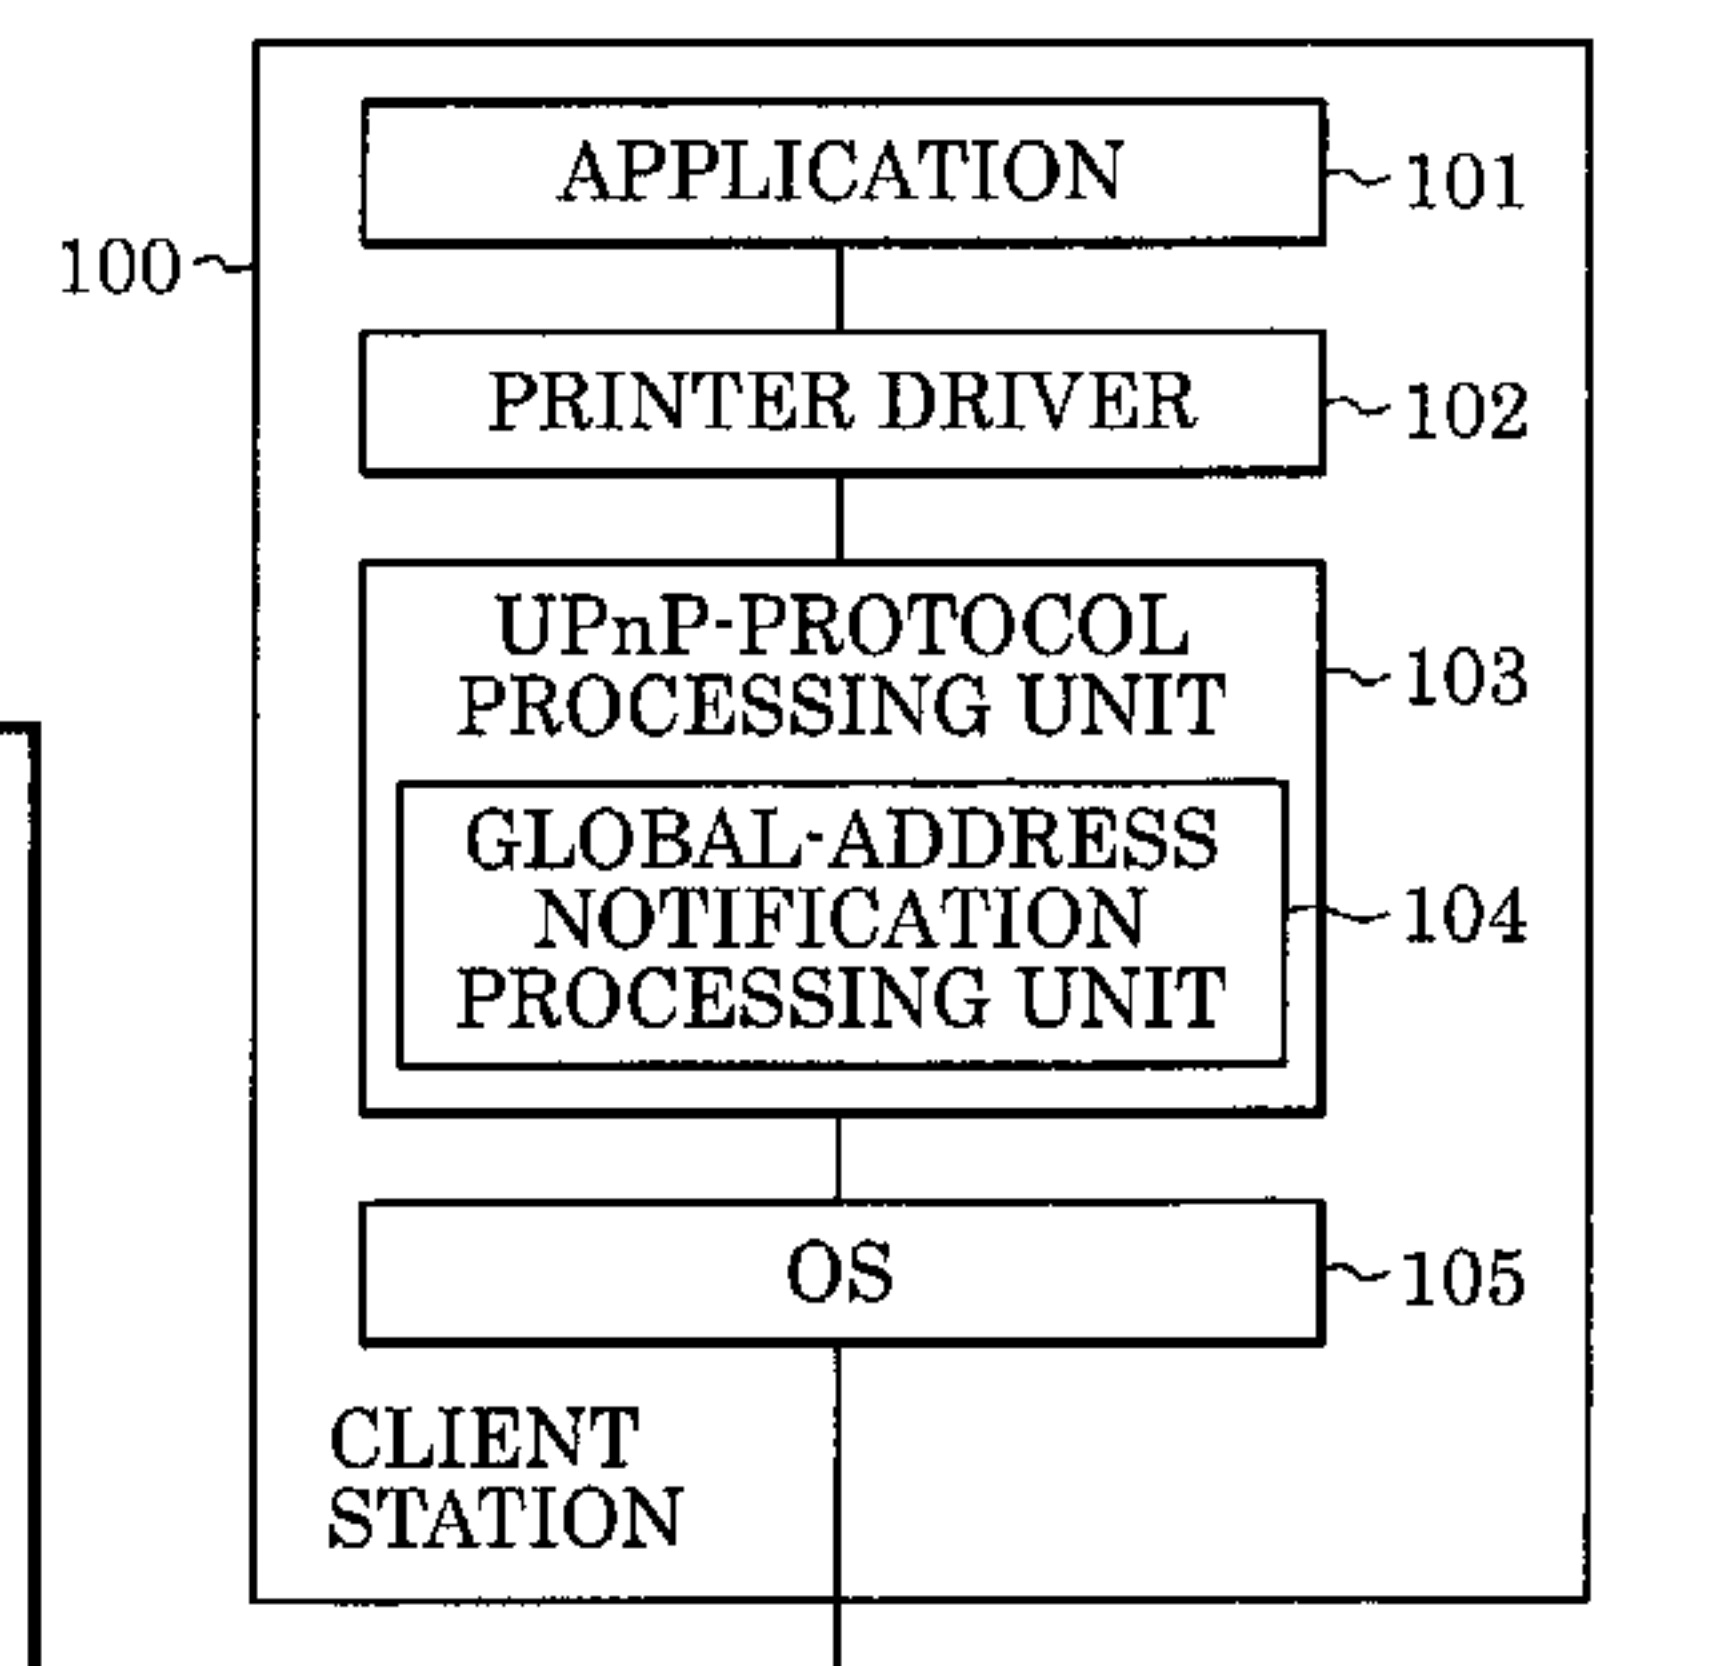 APPLICATION
101
100
PRINTER DRIVER
102
UPnP-PROTOCOL
PROCESSING UNIT
103
GLOBAL-ADDRESS
NOTIFICATION
PROCESSING UNIT
104
OS
105
CLIENT
STATION